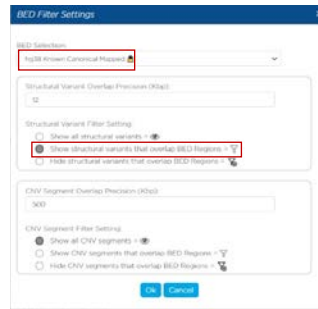 BED Filter Settings
BED Selection:
hg38 Known Canonical Mapped
Structural Variant Overlap Precision (Kbp):
12
Structural Variant Filter Setting:
Show all structural variants =
Show structural variants that overlap BED Regions =
Hide structural variants that overlap BED Regions =
CNV Segment Overlap Precision (Kbp):
500
CNV Segment Filter Setting:
Show all CNV segments =
Show CNV segments that overlap BED Regions =
Hide CNV segments that overlap BED Regions =
Ok Cancel